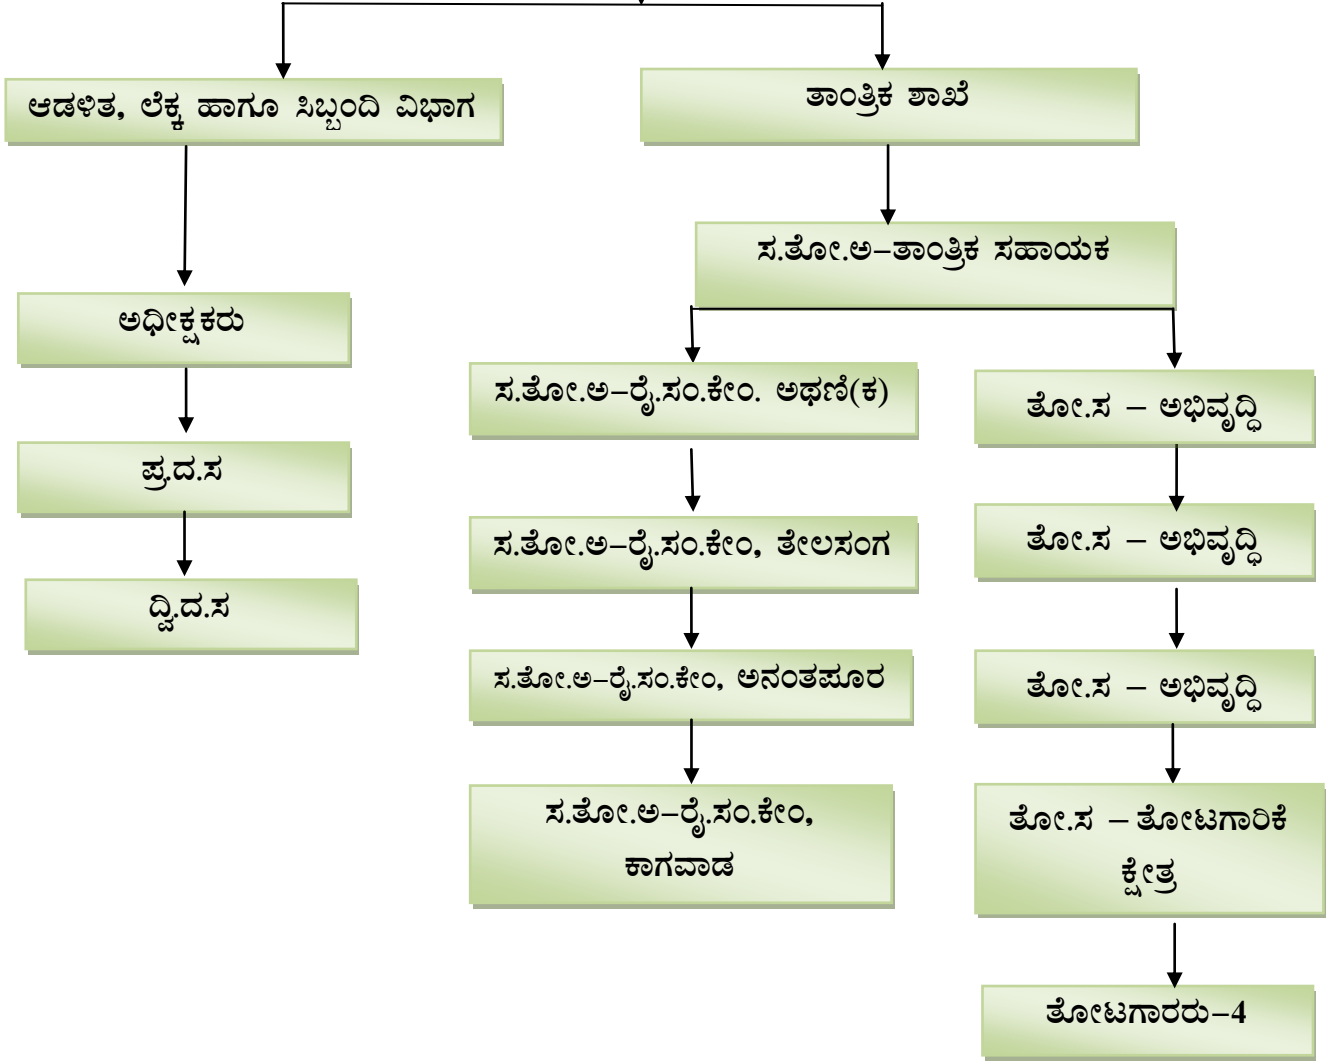 ಆಡಳಿತ, ಲೆಕ್ಕ ಹಾಗೂ ಸಿಬ್ಬಂದಿ ವಿಭಾಗ
ಅಧೀಕ್ಷಕರು
ಪ್ರ.ದ.ಸ
ದ್ವಿ.ದ.ಸ
ತಾಂತ್ರಿಕ ಶಾಖೆ
ಸ.ತೋ.ಅ–ತಾಂತ್ರಿಕ ಸಹಾಯಕ
ಸ.ತೋ.ಅ–ರೈ.ಸಂ.ಕೇಂ. ಅಥಣಿ(ಕ)
ಸ.ತೋ.ಅ–ರೈ.ಸಂ.ಕೇಂ, ತೇಲಸಂಗ
ಸ.ತೋ.ಅ–ರೈ.ಸಂ.ಕೇಂ, ಅನಂತಪೂರ
ಸ.ತೋ.ಅ–ರೈ.ಸಂ.ಕೇಂ,
ಕಾಗವಾಡ
ತೋ.ಸ – ಅಭಿವೃದ್ಧಿ
ತೋ.ಸ – ಅಭಿವೃದ್ಧಿ
ತೋ.ಸ – ಅಭಿವೃದ್ಧಿ
ತೋ.ಸ – ತೋಟಗಾರಿಕೆ
ಕ್ಷೇತ್ರ
ತೋಟಗಾರರು–4